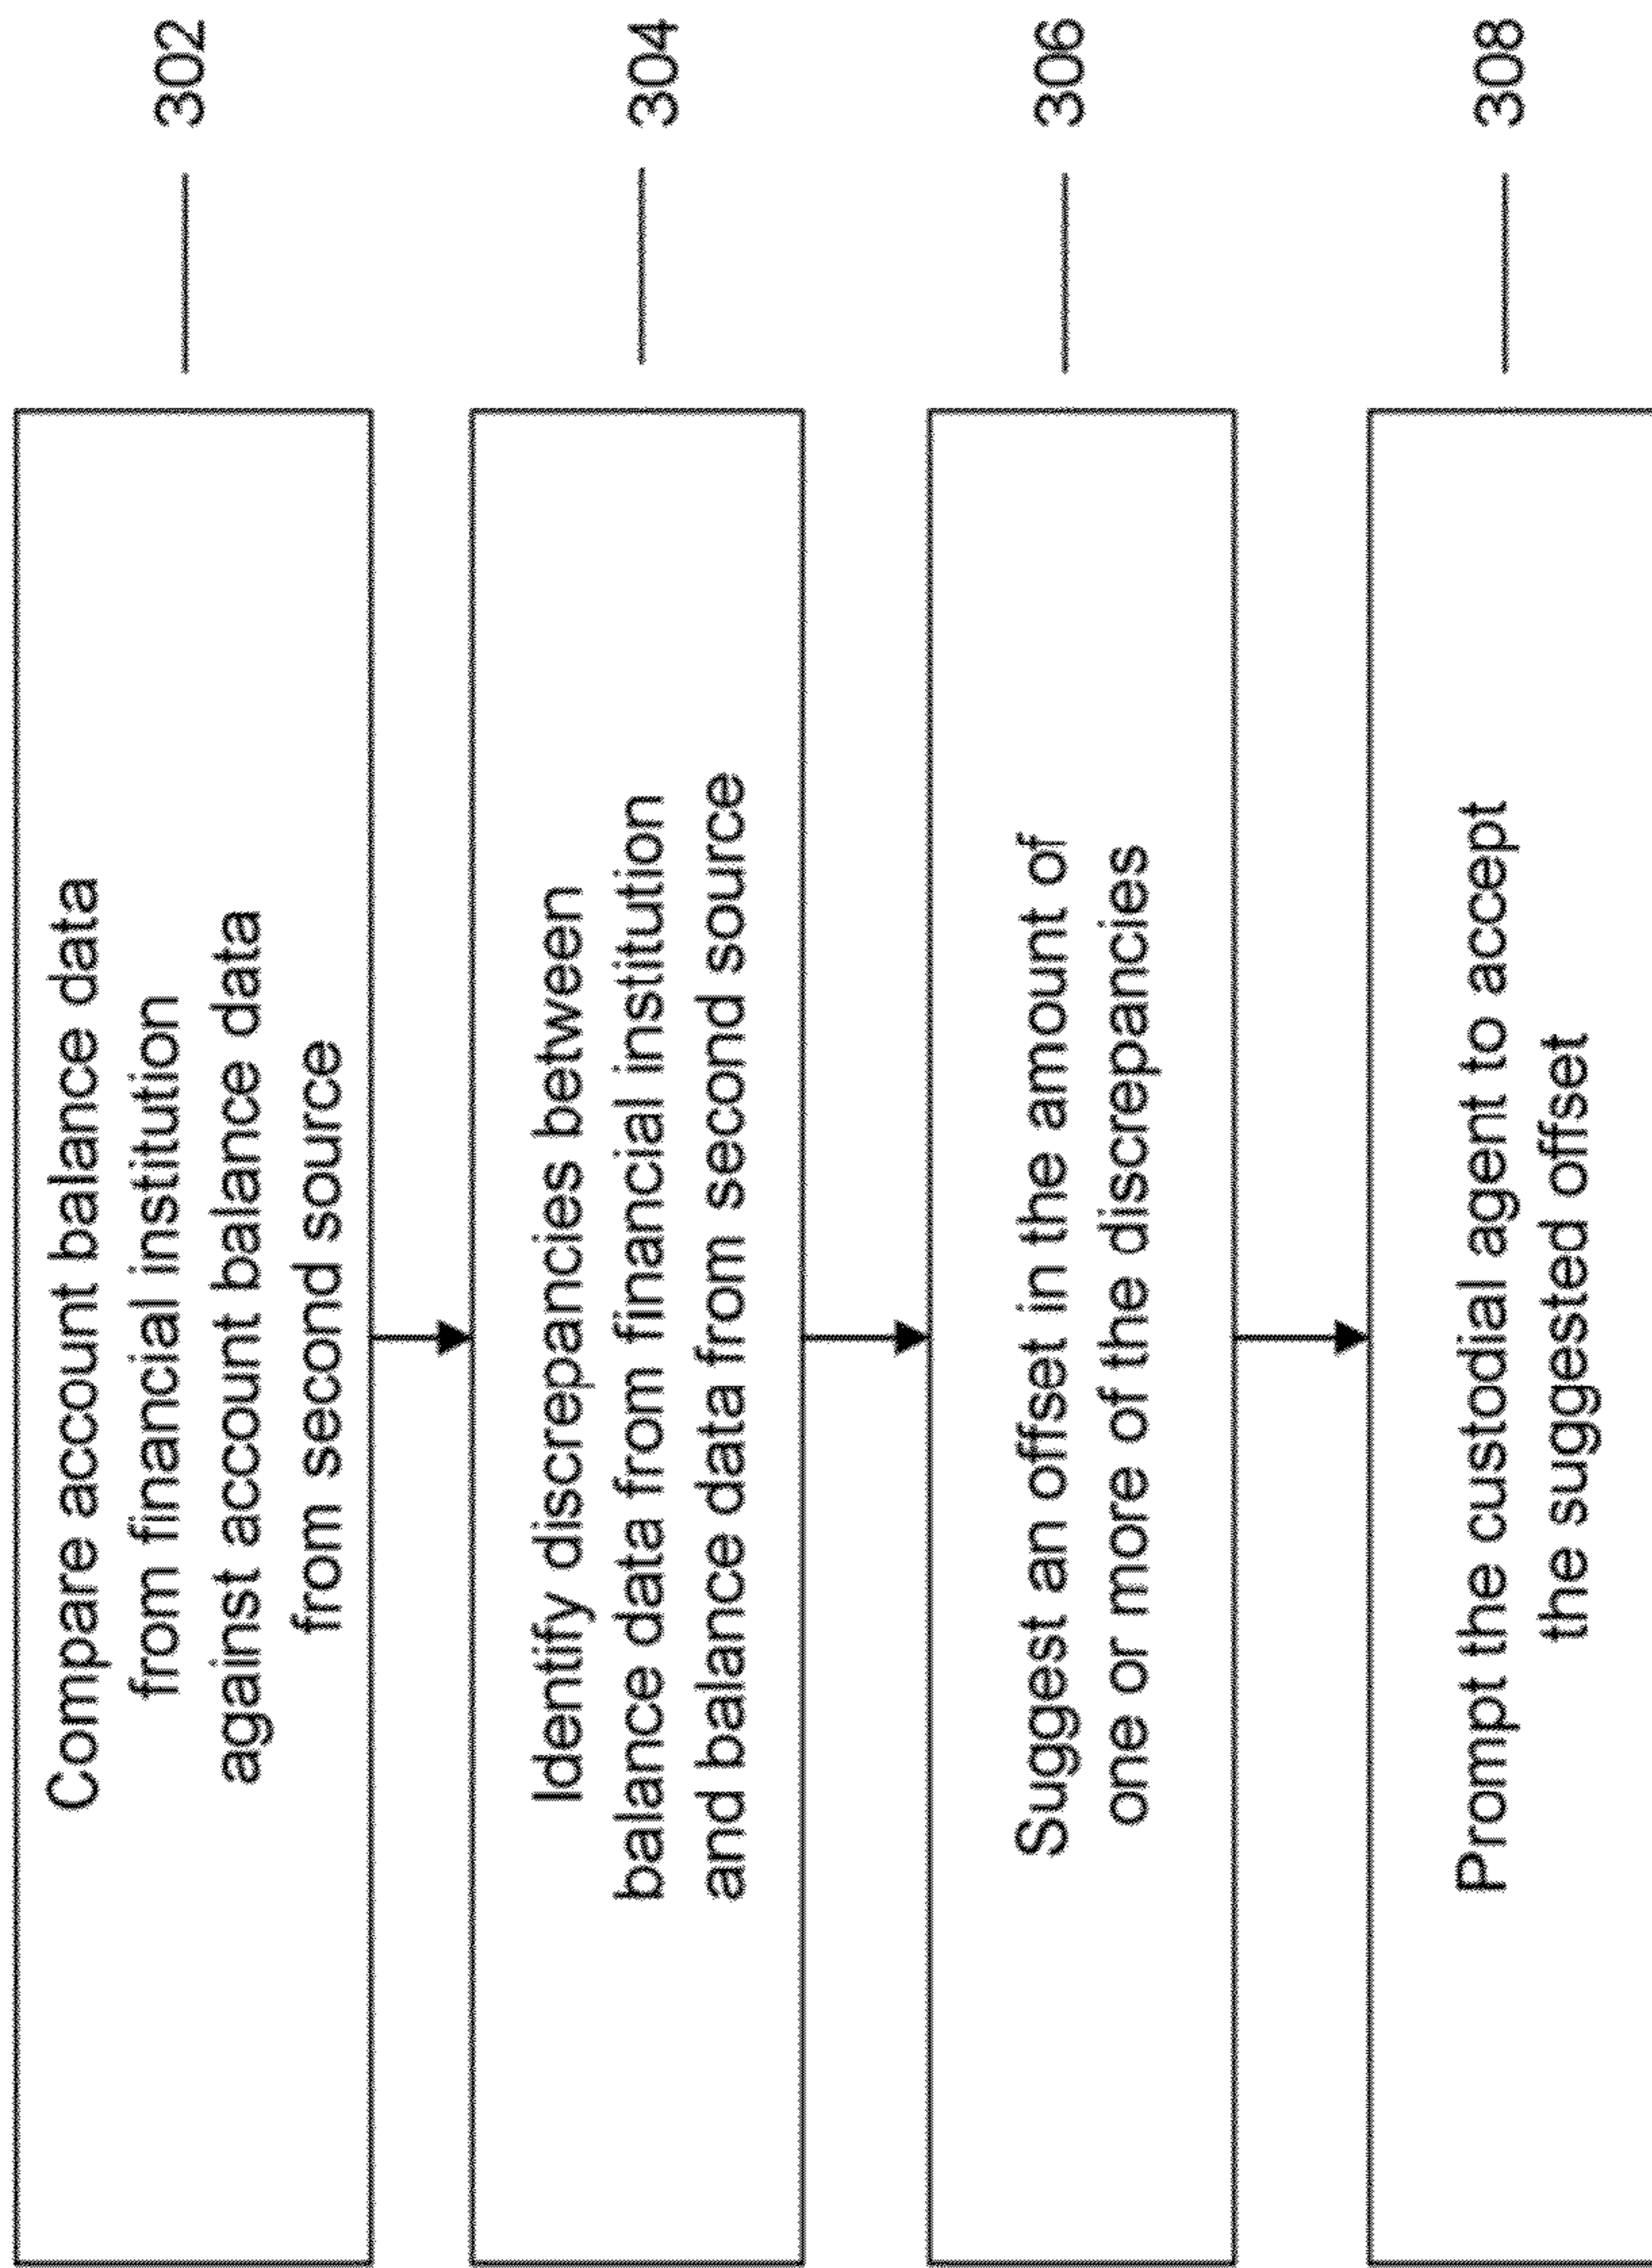 Compare account balance data
from financial institution
against account balance data
from second source
302
Identify discrepancies between
balance data from financial institution
and balance data from second source
304
Suggest an offset in the amount of
one or more of the discrepancies
306
Prompt the custodial agent to accept
the suggested offset
308